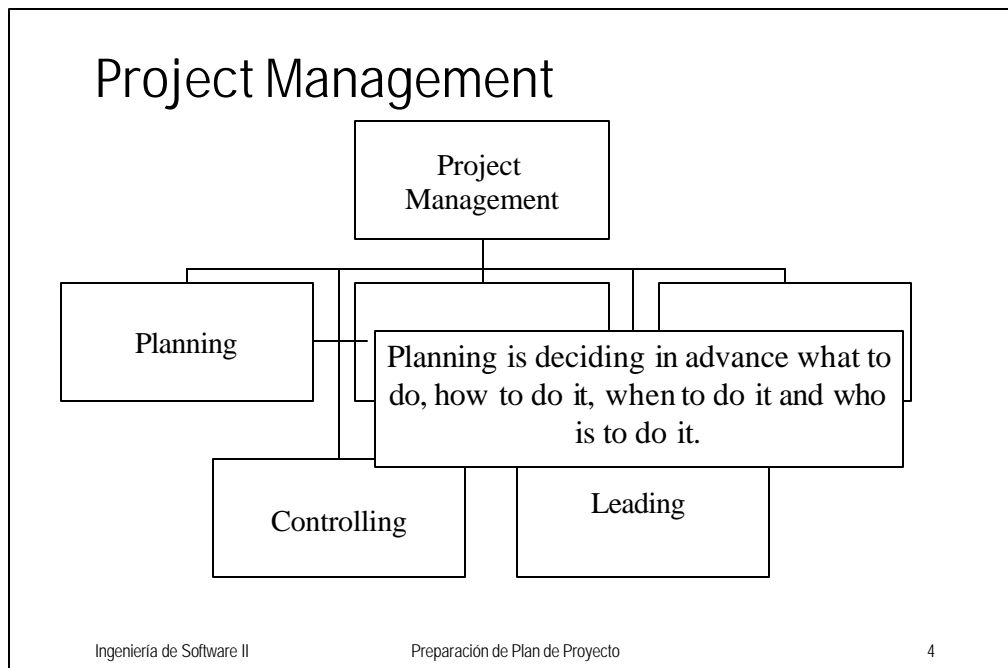 Project Management
Project
Management
Planning
Planning is deciding in advance what to
do, how to do it, when to do it and who
is to do it.
Controlling
Leading
Ingeniería de Software II
Preparación de Plan de Proyecto
4